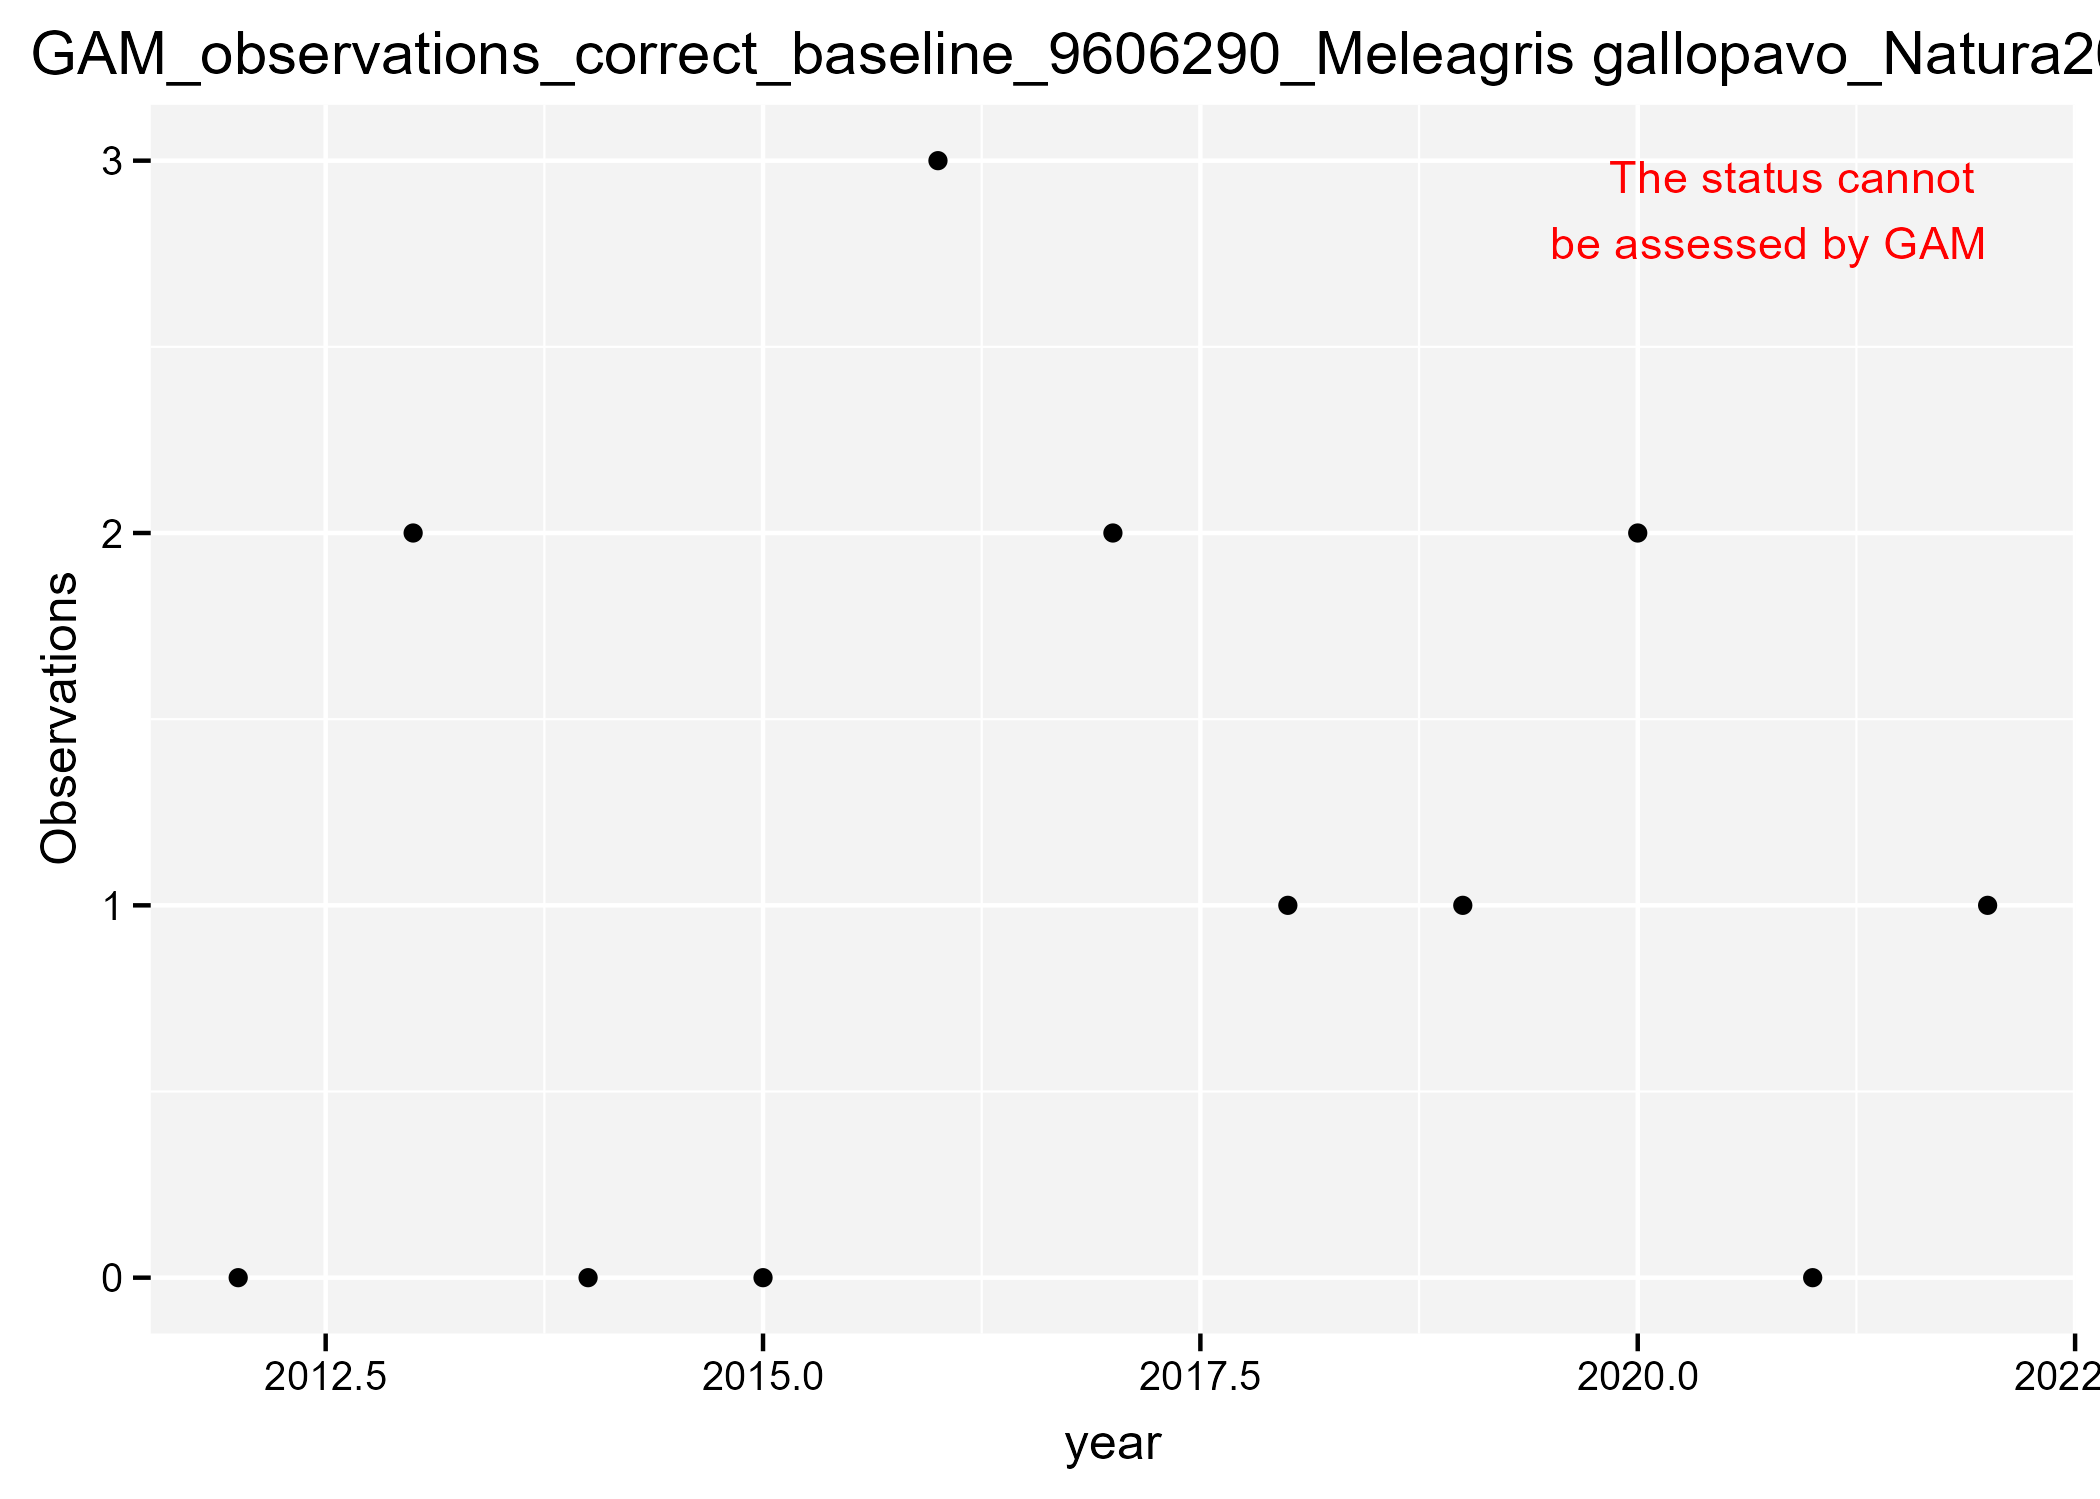 GAM_observations_correct_baseline_9606290_Meleagris gallopavo_Natura20
3
The status cannot
be assessed by GAM
2
Observations
1
0
2012.5 2015.0 2017.5 2020.0 2022
year